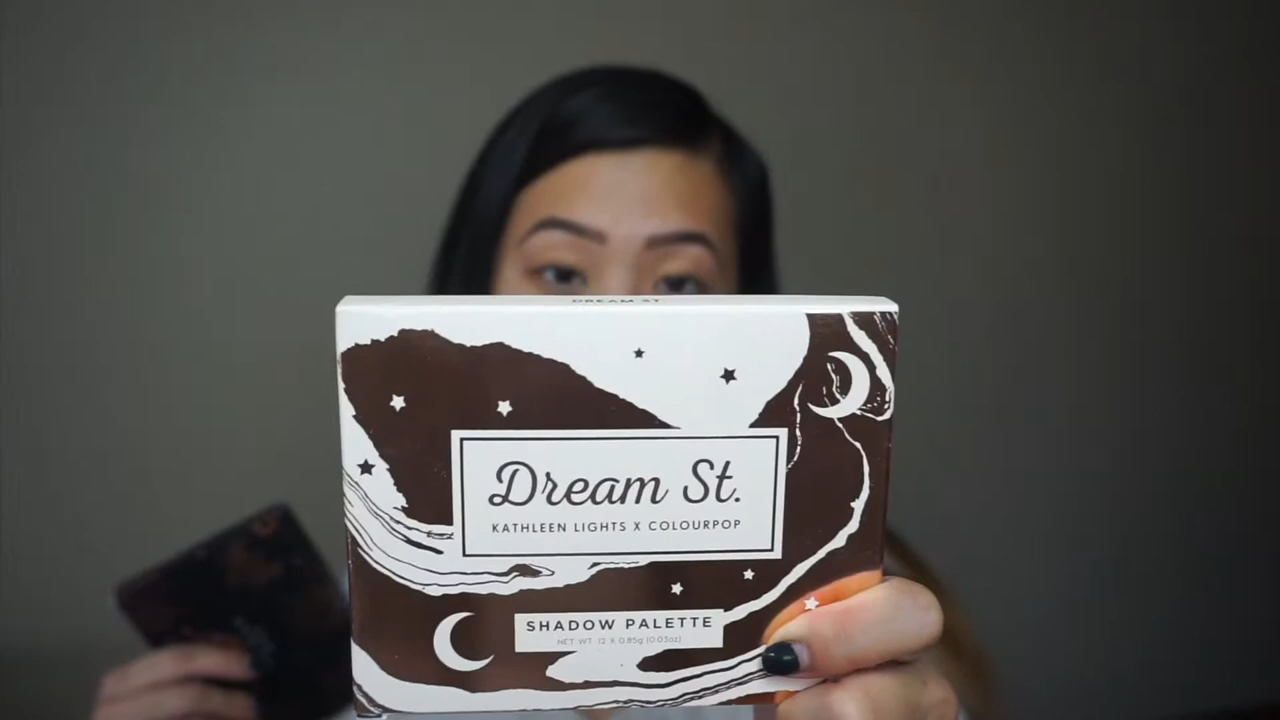 DREAM ST
Dream St.
KATHLEEN LIGHTS X COLOURPOP
SHADOW PALETTE
NET WT. 12 X 0.85g (0.03oz)